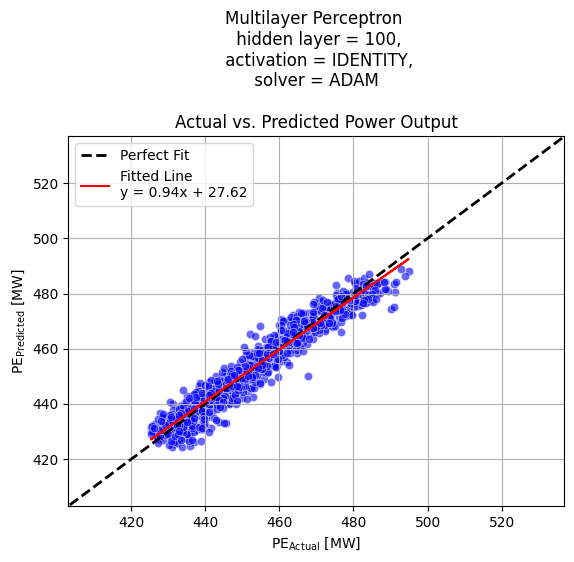 Multilayer Perceptron
hidden layer = 100,
activation = IDENTITY,
solver = ADAM
Actual vs. Predicted Power Output
Perfect Fit
Fitted Line
y = 0.94x + 27.62
PE_Predicted [MW]
520
500
480
460
440
420
420 440 460 480 500 520
PE_Actual [MW]